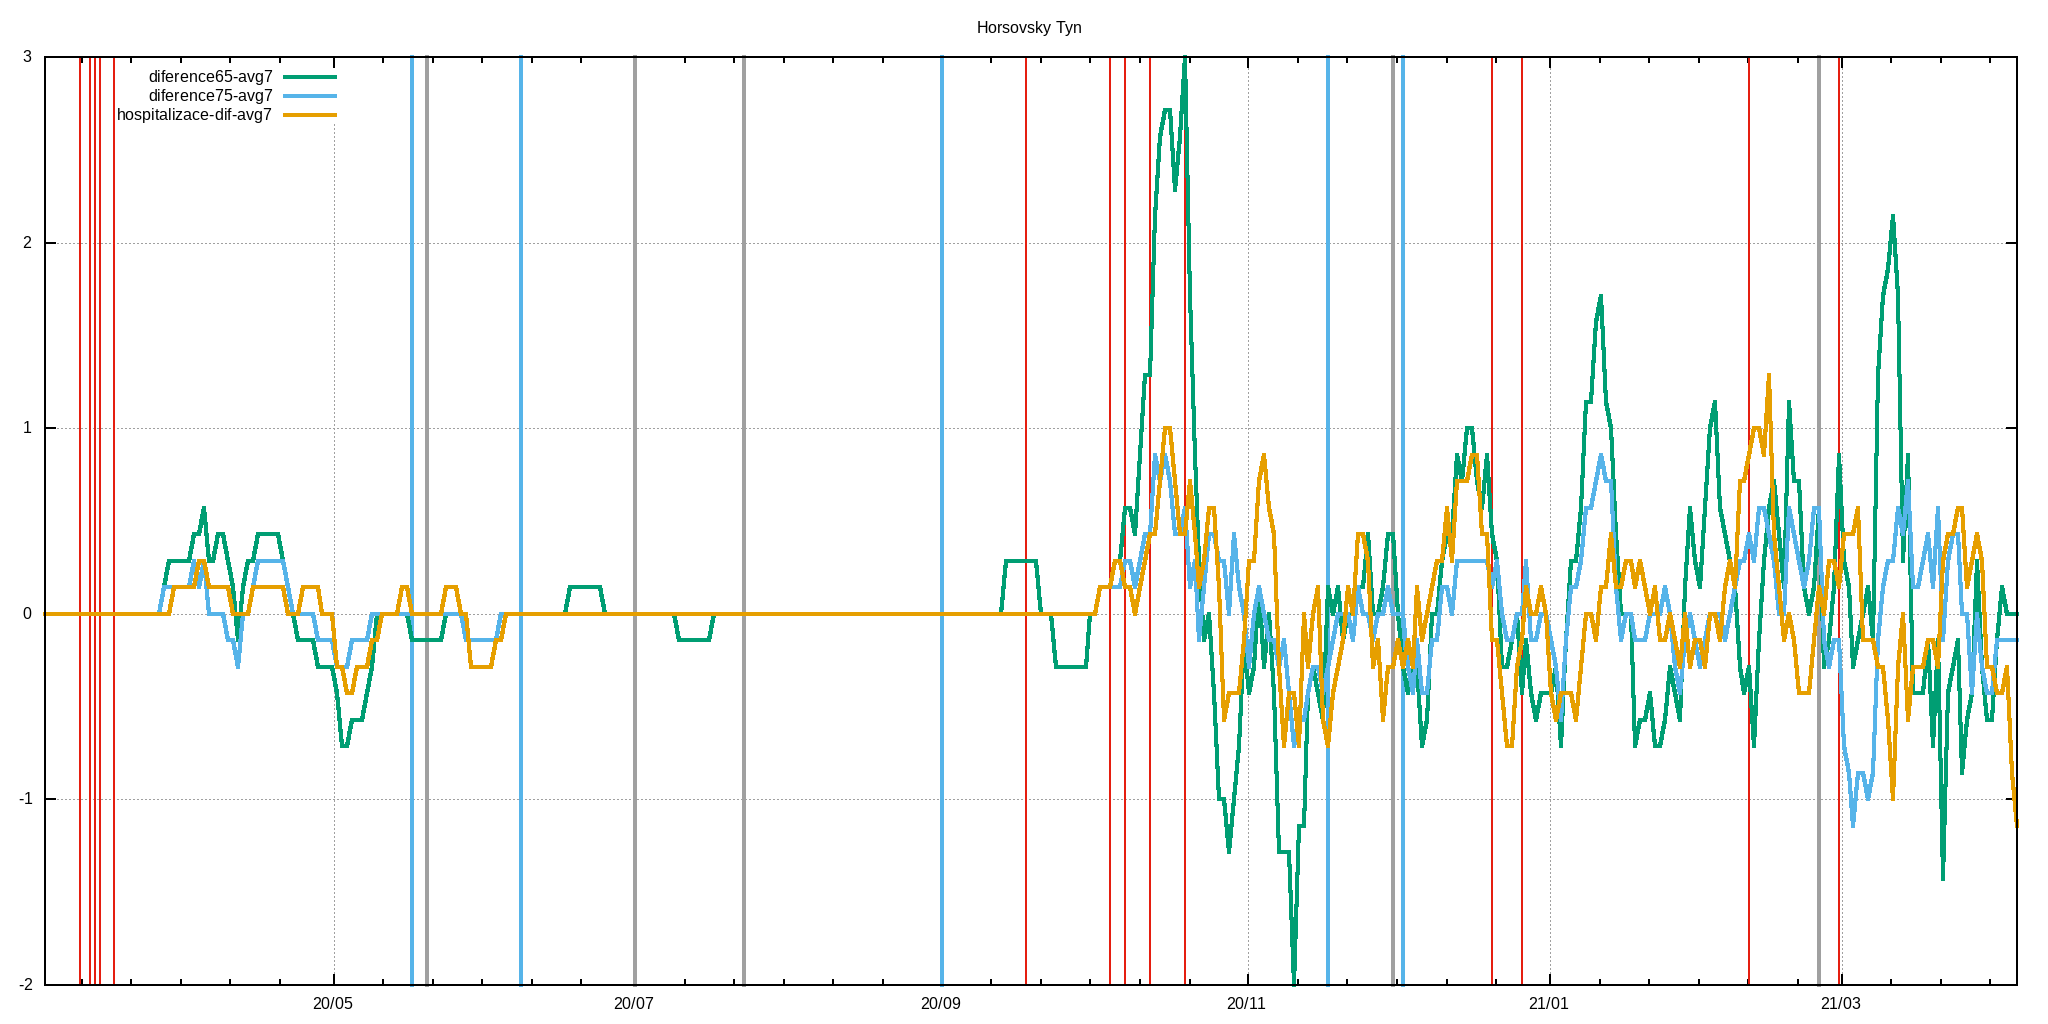 Horsovsky Tyn
diference65-avg7
diference75-avg7
hospitalizace-dif-avg7
3
2
1
0
-1
-2
20/05 20/07 20/09 20/11 21/01 21/03